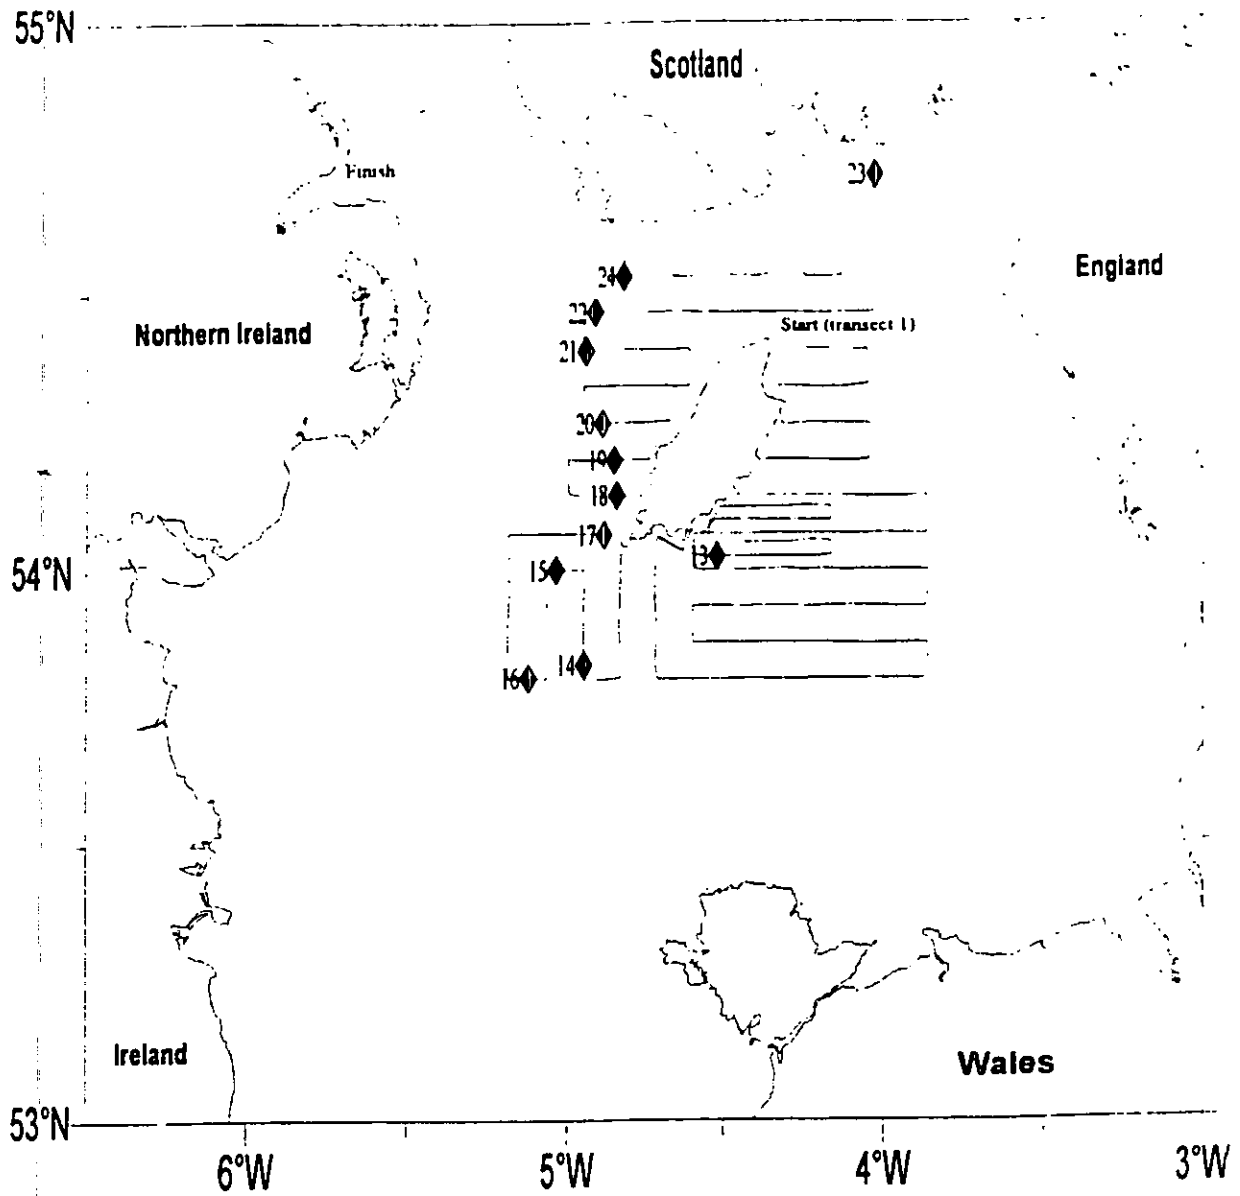 55°N
Scotland
Finish
23
England
24
22
Northern Ireland
Start (transect 1)
21
20
19
18
17
13
54°N
15
14
16
Ireland
Wales
53°N
6°W
5°W
4°W
3°W